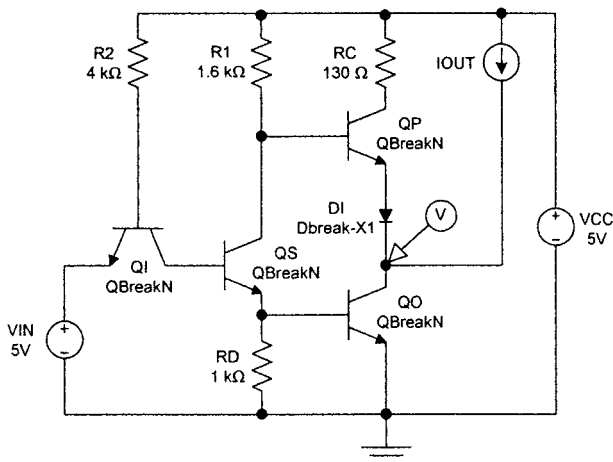 R2
4 kΩ
R1
1.6 kΩ
RC
130 Ω
IOUT
QP
QBreakN
DI
Dbreak-X1
V
VCC
5V
QI
QBreakN
QS
QBreakN
QO
QBreakN
VIN
5V
+
−
RD
1 kΩ
+
−